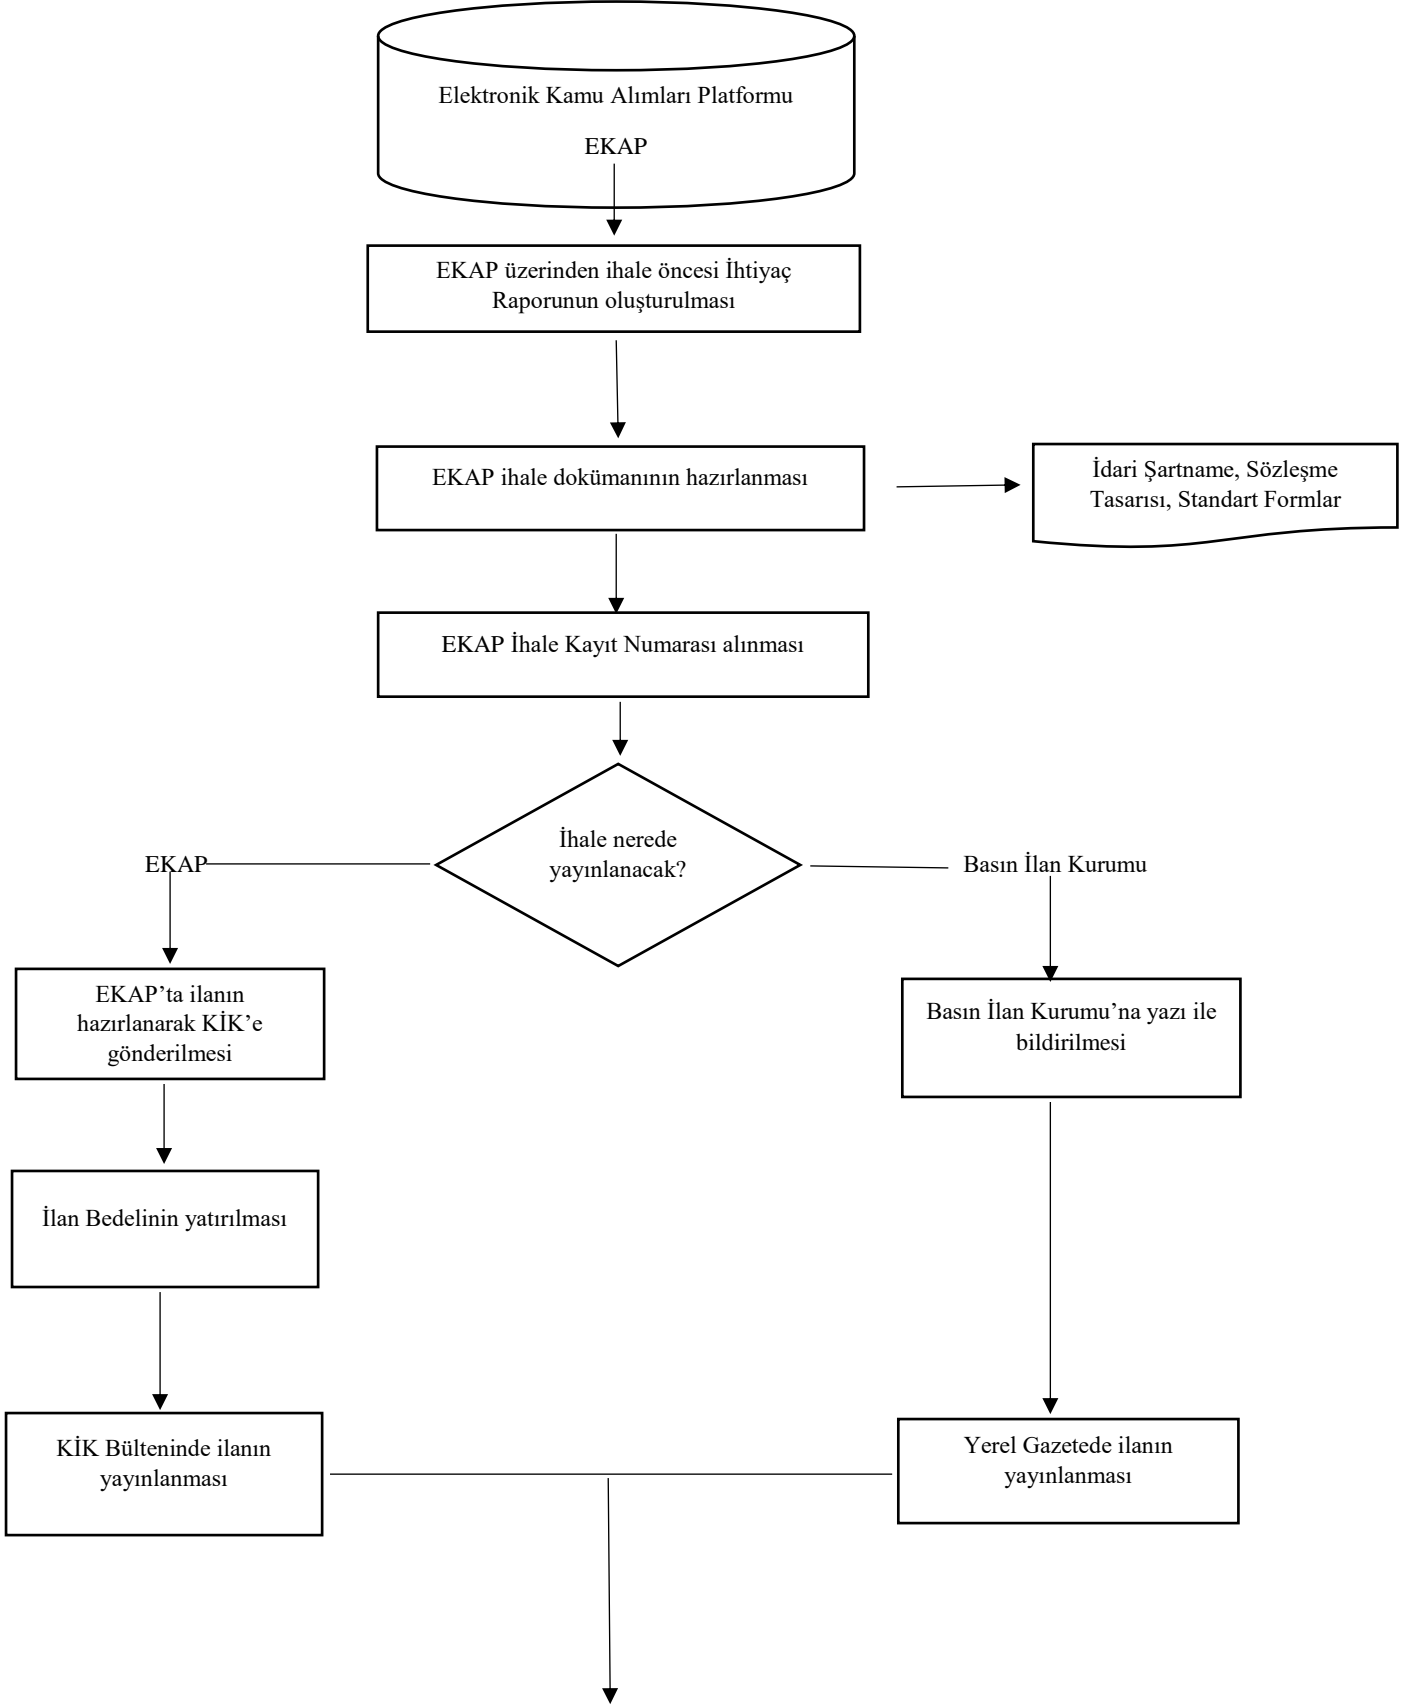 Elektronik Kamu Alımları Platformu
EKAP
EKAP üzerinden ihale öncesi İhtiyaç
Raporunun oluşturulması
EKAP ihale dokümanının hazırlanması
İdari Şartname, Sözleşme
Tasarısı, Standart Formlar
EKAP İhale Kayıt Numarası alınması
İhale nerede
yayınlanacak?
EKAP
Basın İlan Kurumu
EKAP’ta ilanın
hazırlanarak KİK’e
gönderilmesi
Basın İlan Kurumu’na yazı ile
bildirilmesi
İlan Bedelinin yatırılması
KİK Bülteninde ilanın
yayınlanması
Yerel Gazetede ilanın
yayınlanması